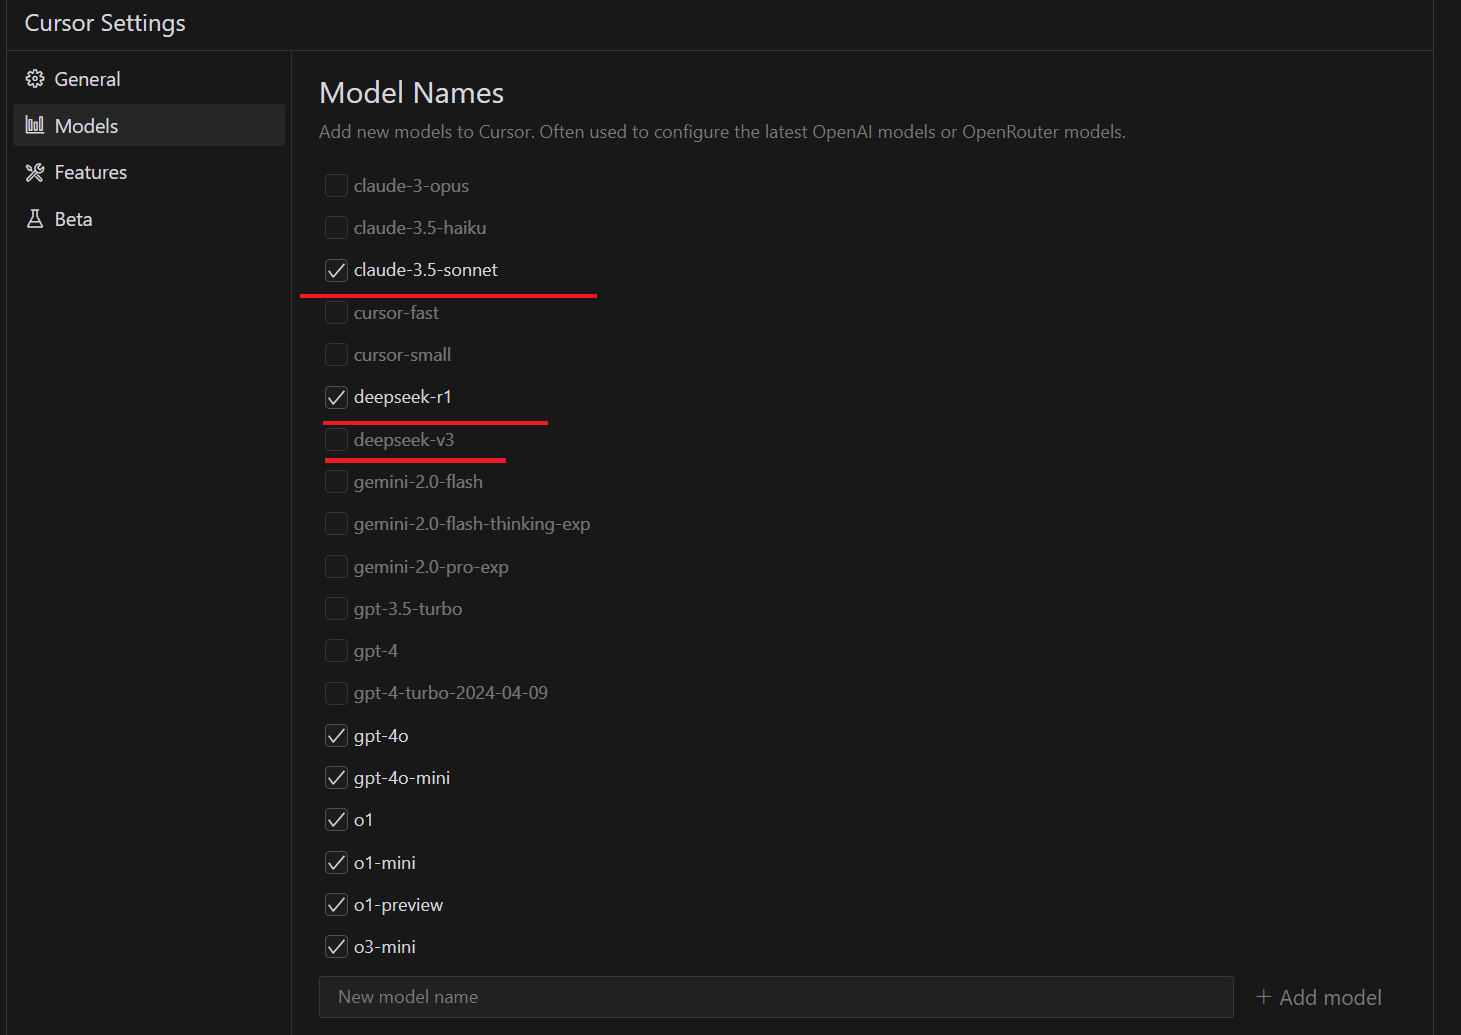 Cursor Settings
General
Models
Features
Beta
Model Names
Add new models to Cursor. Often used to configure the latest OpenAI models or OpenRouter models.
claude-3-opus
claude-3.5-haiku
claude-3.5-sonnet
cursor-fast
cursor-small
deepseek-r1
deepseek-v3
gemini-2.0-flash
gemini-2.0-flash-thinking-exp
gemini-2.0-pro-exp
gpt-3.5-turbo
gpt-4
gpt-4-turbo-2024-04-09
gpt-4o
gpt-4o-mini
o1
o1-mini
o1-preview
o3-mini
New model name
+ Add model